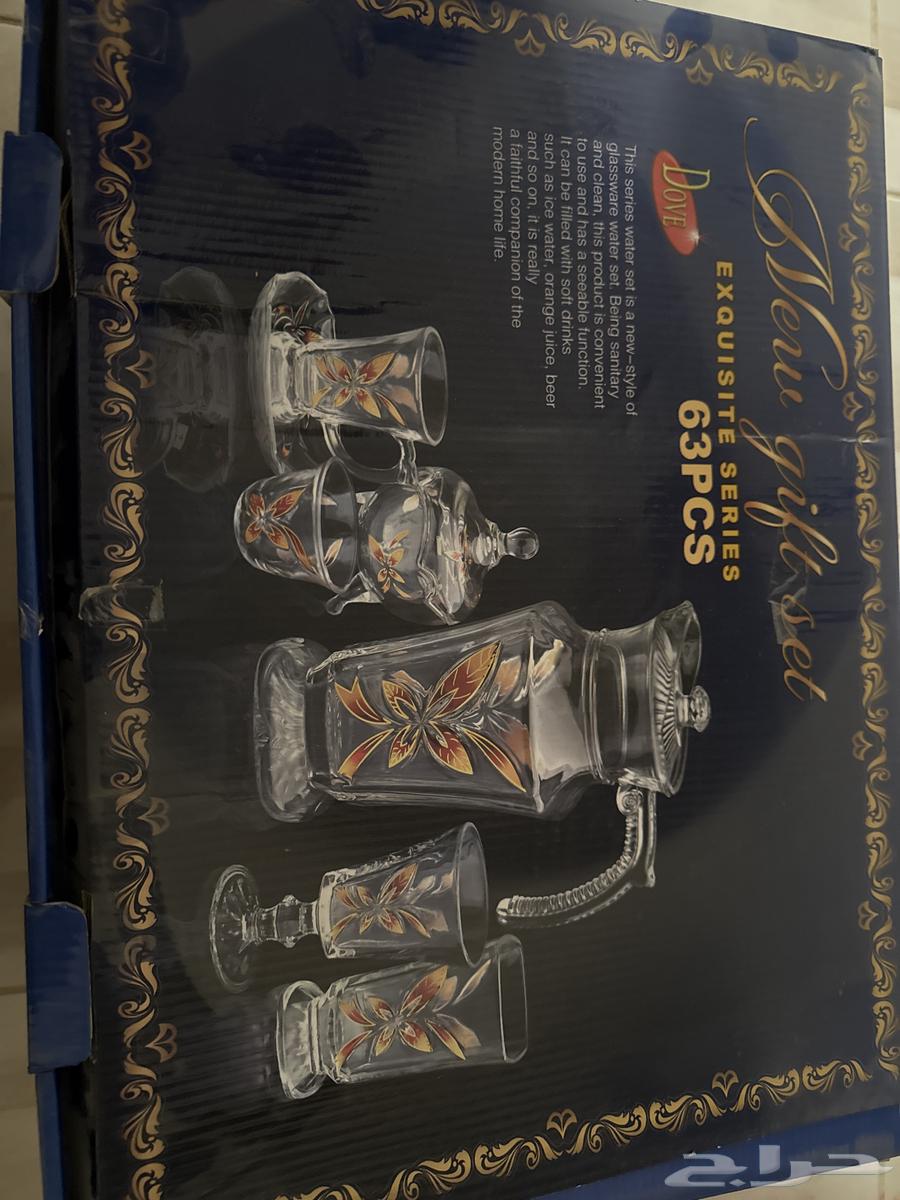 New gift set
EXQUISITE SERIES
63PCS
DOVE
This series water set is a new-style of
glassware water set. Being sanitary
and clean, this product is convenient
to use and has a seeable function.
It can be filled with soft drinks
such as ice water, orange juice, beer
and so on, it is really
a faithful companion of the
modern home life.
حراج